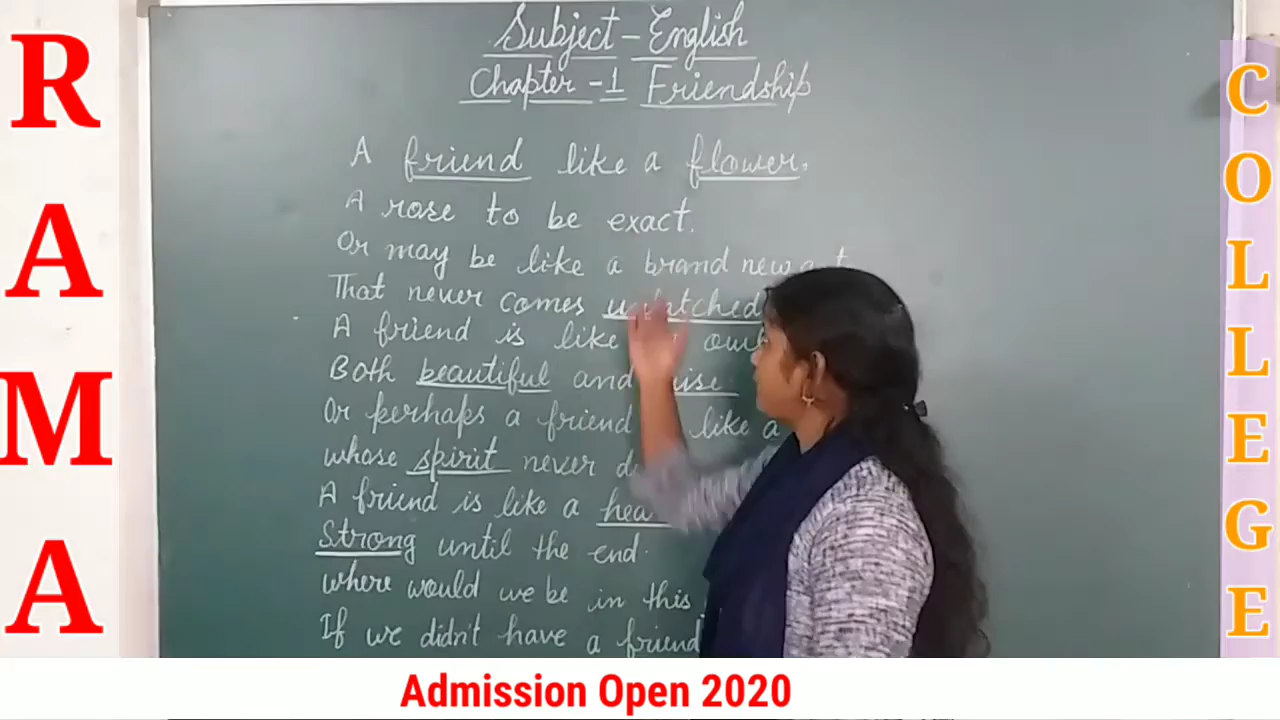 RAMA
Subject - English
Chapter - 1 Friendship
A friend like a flower,
A rose to be exact.
Or may be like a brand new
That never comes
A friend is like
Both beautiful and
Or perhaps a friend like a
whose spirit never
A friend is like a
Strong until the end.
where would we be in this
If we didn't have a friend
COLLEGE
Admission Open 2020